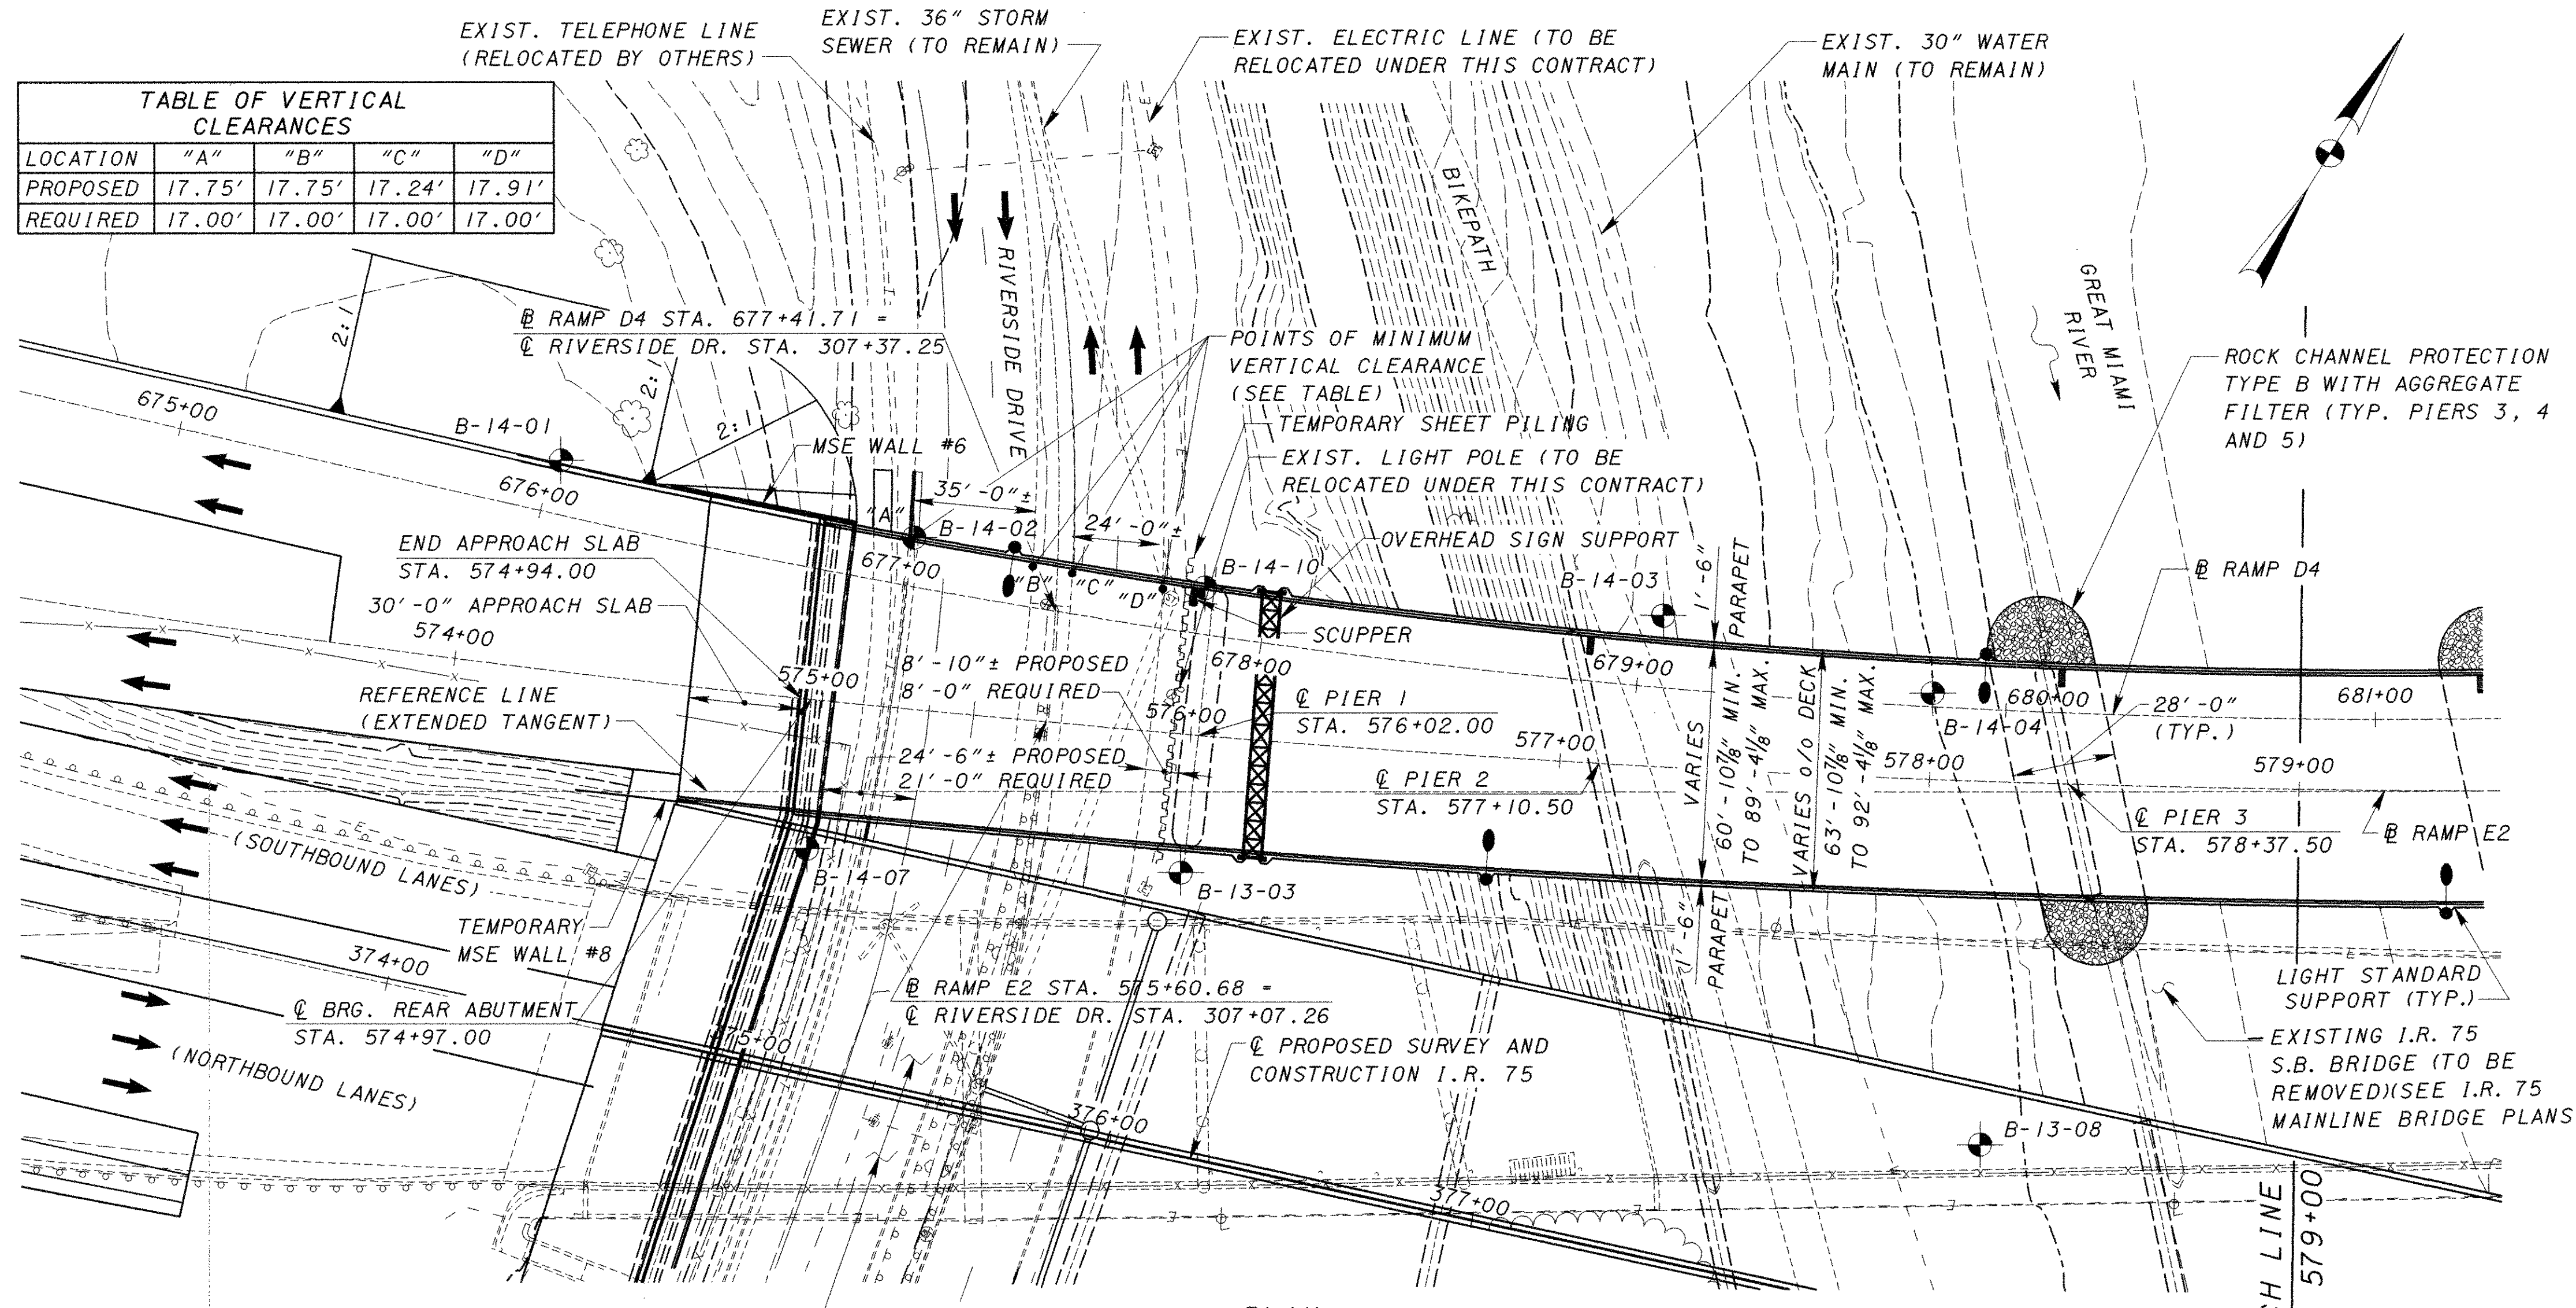 EXIST. TELEPHONE LINE
(RELOCATED BY OTHERS)
EXIST. 36" STORM
SEWER (TO REMAIN)
EXIST. ELECTRIC LINE (TO BE
RELOCATED UNDER THIS CONTRACT)
EXIST. 30" WATER
MAIN (TO REMAIN)
TABLE OF VERTICAL
CLEARANCES
LOCATION "A" "B" "C" "D"
PROPOSED 17.75' 17.75' 17.24' 17.91'
REQUIRED 17.00' 17.00' 17.00' 17.00'
BIKEPATH
RIVERSIDE DRIVE
GREAT MIAMI
RIVER
2:1
2:1
2:1
℔ RAMP D4 STA. 677+41.71 =
℄ RIVERSIDE DR. STA. 307+37.25
POINTS OF MINIMUM
VERTICAL CLEARANCE
(SEE TABLE)
ROCK CHANNEL PROTECTION
TYPE B WITH AGGREGATE
FILTER (TYP. PIERS 3, 4
AND 5)
675+00
B-14-01
MSE WALL #6
TEMPORARY SHEET PILING
EXIST. LIGHT POLE (TO BE
RELOCATED UNDER THIS CONTRACT)
676+00
35'-0"±
"A"
B-14-02
24'-0"±
OVERHEAD SIGN SUPPORT
END APPROACH SLAB
STA. 574+94.00
677+00
"B"
"C"
"D"
B-14-10
B-14-03
1'-6"
PARAPET
℔ RAMP D4
30'-0" APPROACH SLAB
574+00
SCUPPER
575+00
8'-10"± PROPOSED
8'-0" REQUIRED
678+00
679+00
680+00
681+00
REFERENCE LINE
(EXTENDED TANGENT)
576+00
℄ PIER 1
STA. 576+02.00
28'-0"
(TYP.)
B-14-04
577+00
VARIES
60'-10⅞" MIN.
TO 89'-4⅛" MAX.
VARIES O/O DECK
63'-10⅞" MIN.
TO 92'-4⅛" MAX.
578+00
579+00
24'-6"± PROPOSED
21'-0" REQUIRED
℄ PIER 2
STA. 577+10.50
℄ PIER 3
STA. 578+37.50
℔ RAMP E2
(SOUTHBOUND LANES)
B-14-07
B-13-03
TEMPORARY
MSE WALL #8
1'-6"
PARAPET
374+00
℄ BRG. REAR ABUTMENT
STA. 574+97.00
℔ RAMP E2 STA. 575+60.68 =
℄ RIVERSIDE DR. STA. 307+07.26
LIGHT STANDARD
SUPPORT (TYP.)
375+00
(NORTHBOUND LANES)
℄ PROPOSED SURVEY AND
CONSTRUCTION I.R. 75
EXISTING I.R. 75
S.B. BRIDGE (TO BE
REMOVED)(SEE I.R. 75
MAINLINE BRIDGE PLANS
376+00
B-13-08
377+00
LINE
579+00